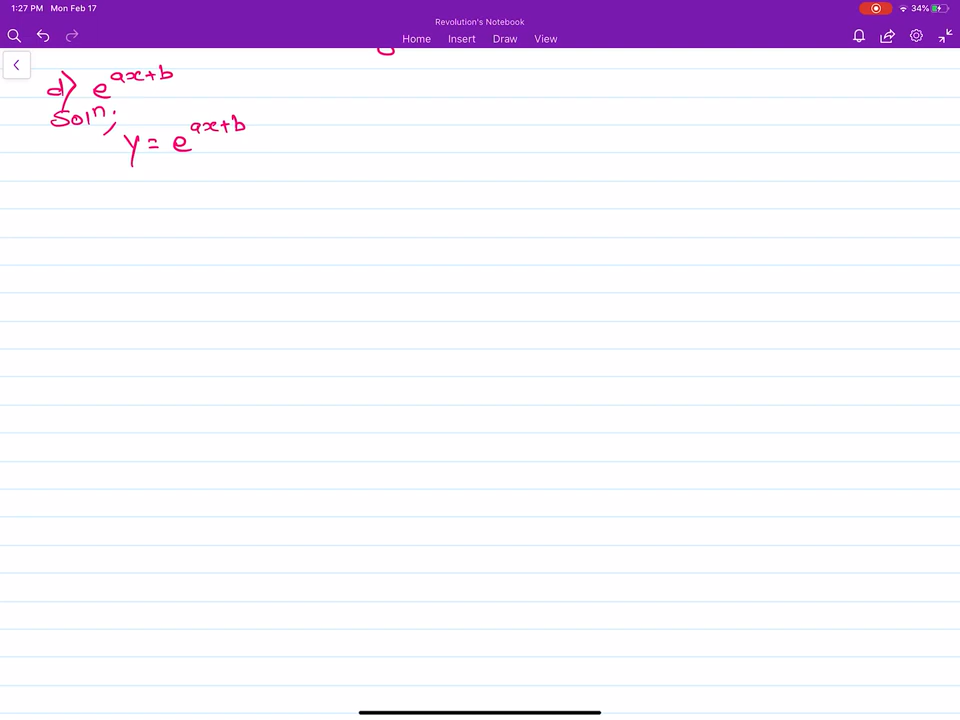 1:27 PM Mon Feb 17
34%
Revolution's Notebook
Home Insert Draw View
d) e^{ax+b}
Solⁿ;
y = e^{ax+b}